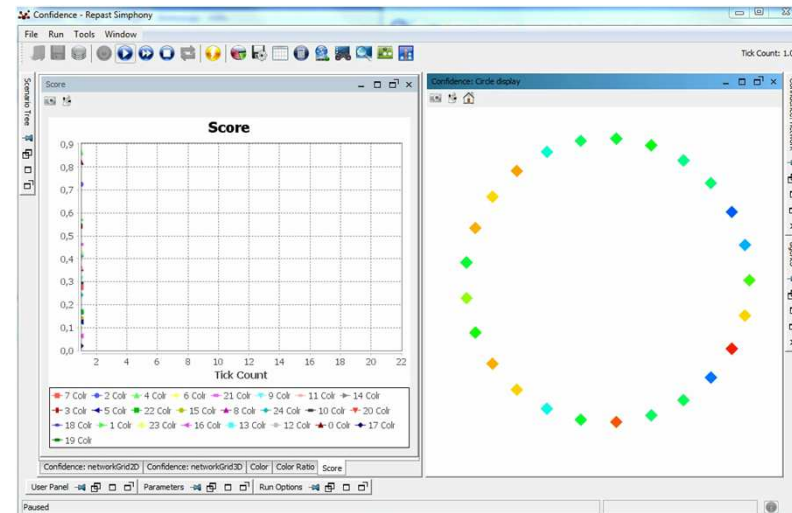 Confidence - Repast Simphony
File Run Tools Window
Tick Count: 1.0
Scenario Tree
Score
Confidence: Circle display
Score
0,9
0,8
0,7
0,6
0,5
0,4
0,3
0,2
0,1
0,0
2 4 6 8 10 12 14 16 18 20 22
Tick Count
7 Colr 2 Colr 4 Colr 6 Colr 21 Colr 9 Colr 11 Colr 14 Colr
3 Colr 5 Colr 22 Colr 15 Colr 8 Colr 24 Colr 10 Colr 20 Colr
18 Colr 1 Colr 23 Colr 16 Colr 13 Colr 12 Colr 0 Colr 17 Colr
19 Colr
Confidence: networkGrid2D Confidence: networkGrid3D Color Color Ratio Score
User Panel Parameters Run Options
Paused